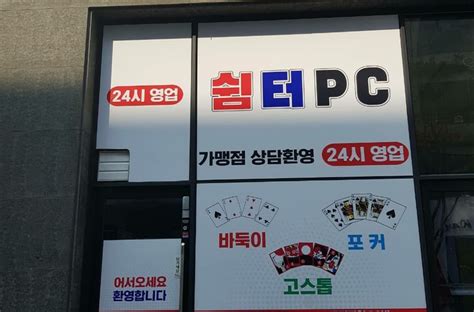 24시 영업
쉼터PC
가맹점 상담환영 24시 영업
바둑이
포커
고스톱
어서오세요
환영합니다